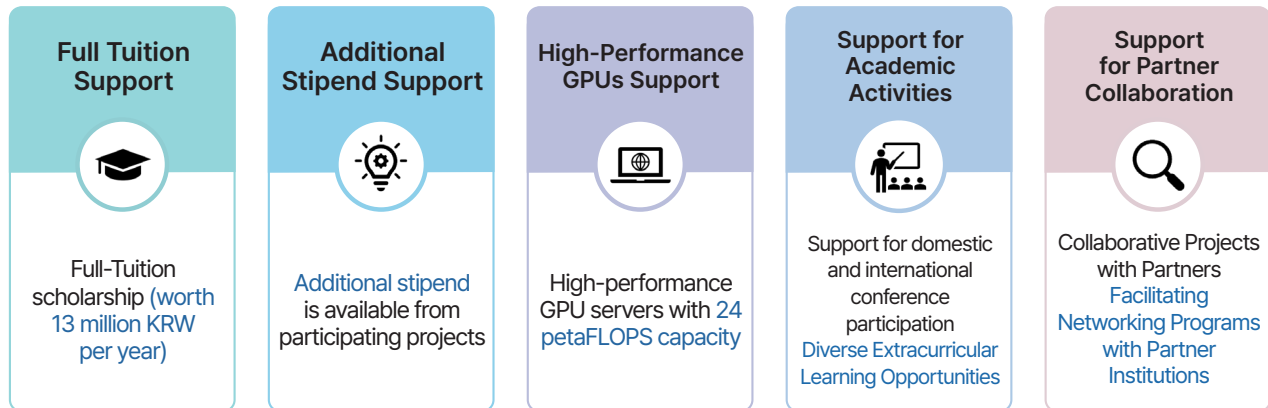 Full Tuition
Support
Full-Tuition
scholarship (worth
13 million KRW
per year)
Additional
Stipend Support
Additional stipend
is available from
participating projects
High-Performance
GPUs Support
High-performance
GPU servers with 24
petaFLOPS capacity
Support for
Academic
Activities
Support for domestic
and international
conference
participation
Diverse Extracurricular
Learning Opportunities
Support
for Partner
Collaboration
Collaborative Projects
with Partners
Facilitating
Networking Programs
with Partner
Institutions